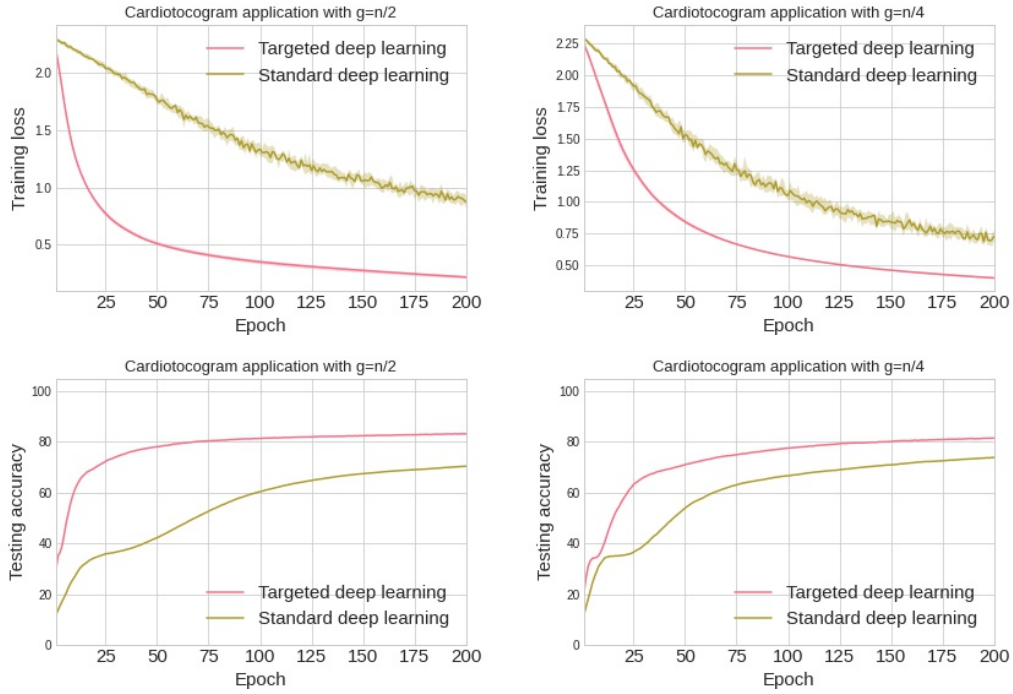 Cardiotocogram application with g=n/2
Training loss
2.0
1.5
1.0
0.5
Targeted deep learning
Standard deep learning
25 50 75 100 125 150 175 200
Epoch
Cardiotocogram application with g=n/4
Training loss
2.25
2.00
1.75
1.50
1.25
1.00
0.75
0.50
Targeted deep learning
Standard deep learning
25 50 75 100 125 150 175 200
Epoch
Cardiotocogram application with g=n/2
Testing accuracy
100
80
60
40
20
0
Targeted deep learning
Standard deep learning
25 50 75 100 125 150 175 200
Epoch
Cardiotocogram application with g=n/4
Testing accuracy
100
80
60
40
20
0
Targeted deep learning
Standard deep learning
25 50 75 100 125 150 175 200
Epoch